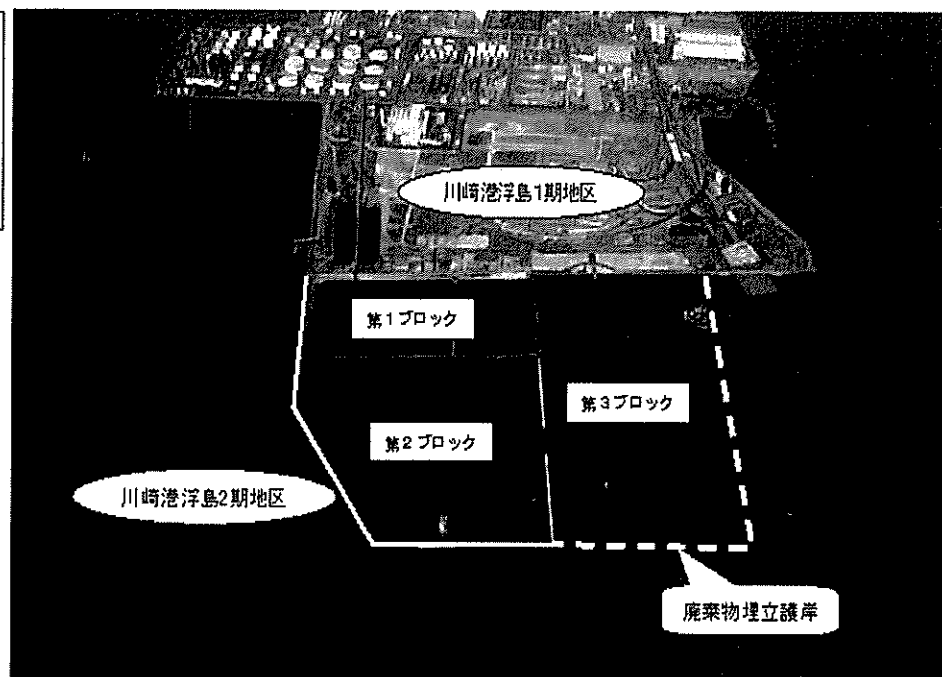 川崎港浮島1期地区
第1ブロック
第3ブロック
第2ブロック
川崎港浮島2期地区
廃棄物埋立護岸